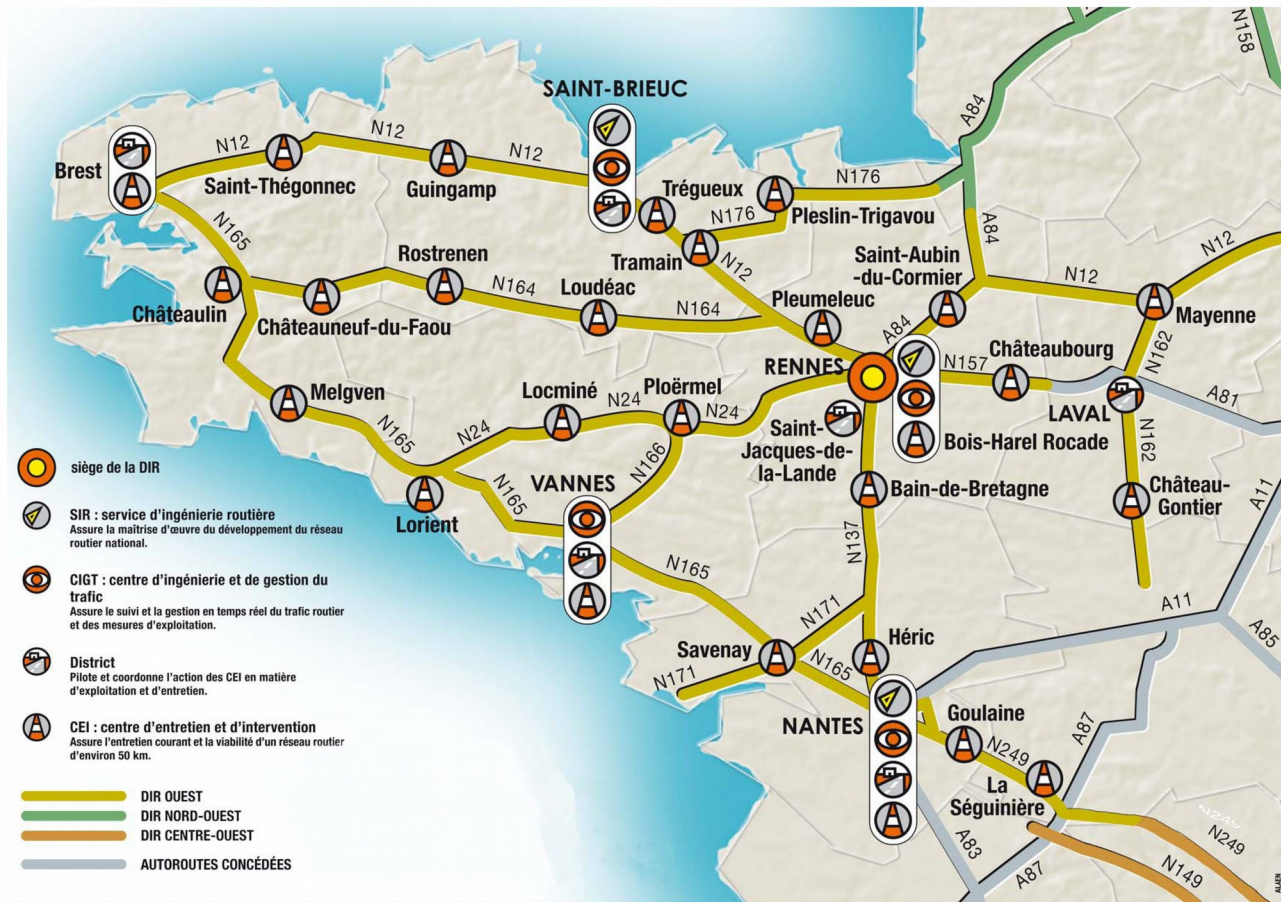 SAINT-BRIEUC
N158
A84
N12
N12
N12
Brest
Saint-Thégonnec
Guingamp
Trégueux
N176
Pleslin-Trigavou
N176
A84
N165
Rostrenen
Tramain
Saint-Aubin
-du-Cormier
N12
N12
N12
Châteaulin
N164
Loudéac
N164
Pleumeleuc
A84
Mayenne
Châteauneuf-du-Faou
RENNES
N157
Châteaubourg
N162
Melgven
Locminé
Ploërmel
N24
N24
A81
LAVAL
N165
N24
N166
Saint-
Jacques-de-
la-Lande
Bois-Harel Rocade
N162
siège de la DIR
VANNES
N165
Lorient
Bain-de-Bretagne
Château-
Gontier
A11
SIR : service d'ingénierie routière
Assure la maîtrise d'œuvre du développement du réseau
routier national.
N137
CIGT : centre d'ingénierie et de gestion du
trafic
Assure le suivi et la gestion en temps réel du trafic routier
et des mesures d'exploitation.
N165
N171
A11
A85
Savenay
Héric
N165
N171
District
Pilote et coordonne l'action des CEI en matière
d'exploitation et d'entretien.
NANTES
Goulaine
A87
CEI : centre d'entretien et d'intervention
Assure l'entretien courant et la viabilité d'un réseau routier
d'environ 50 km.
N249
La
Séguinière
DIR OUEST
DIR NORD-OUEST
DIR CENTRE-OUEST
AUTOROUTES CONCÉDÉES
A83
A87
N249
N149